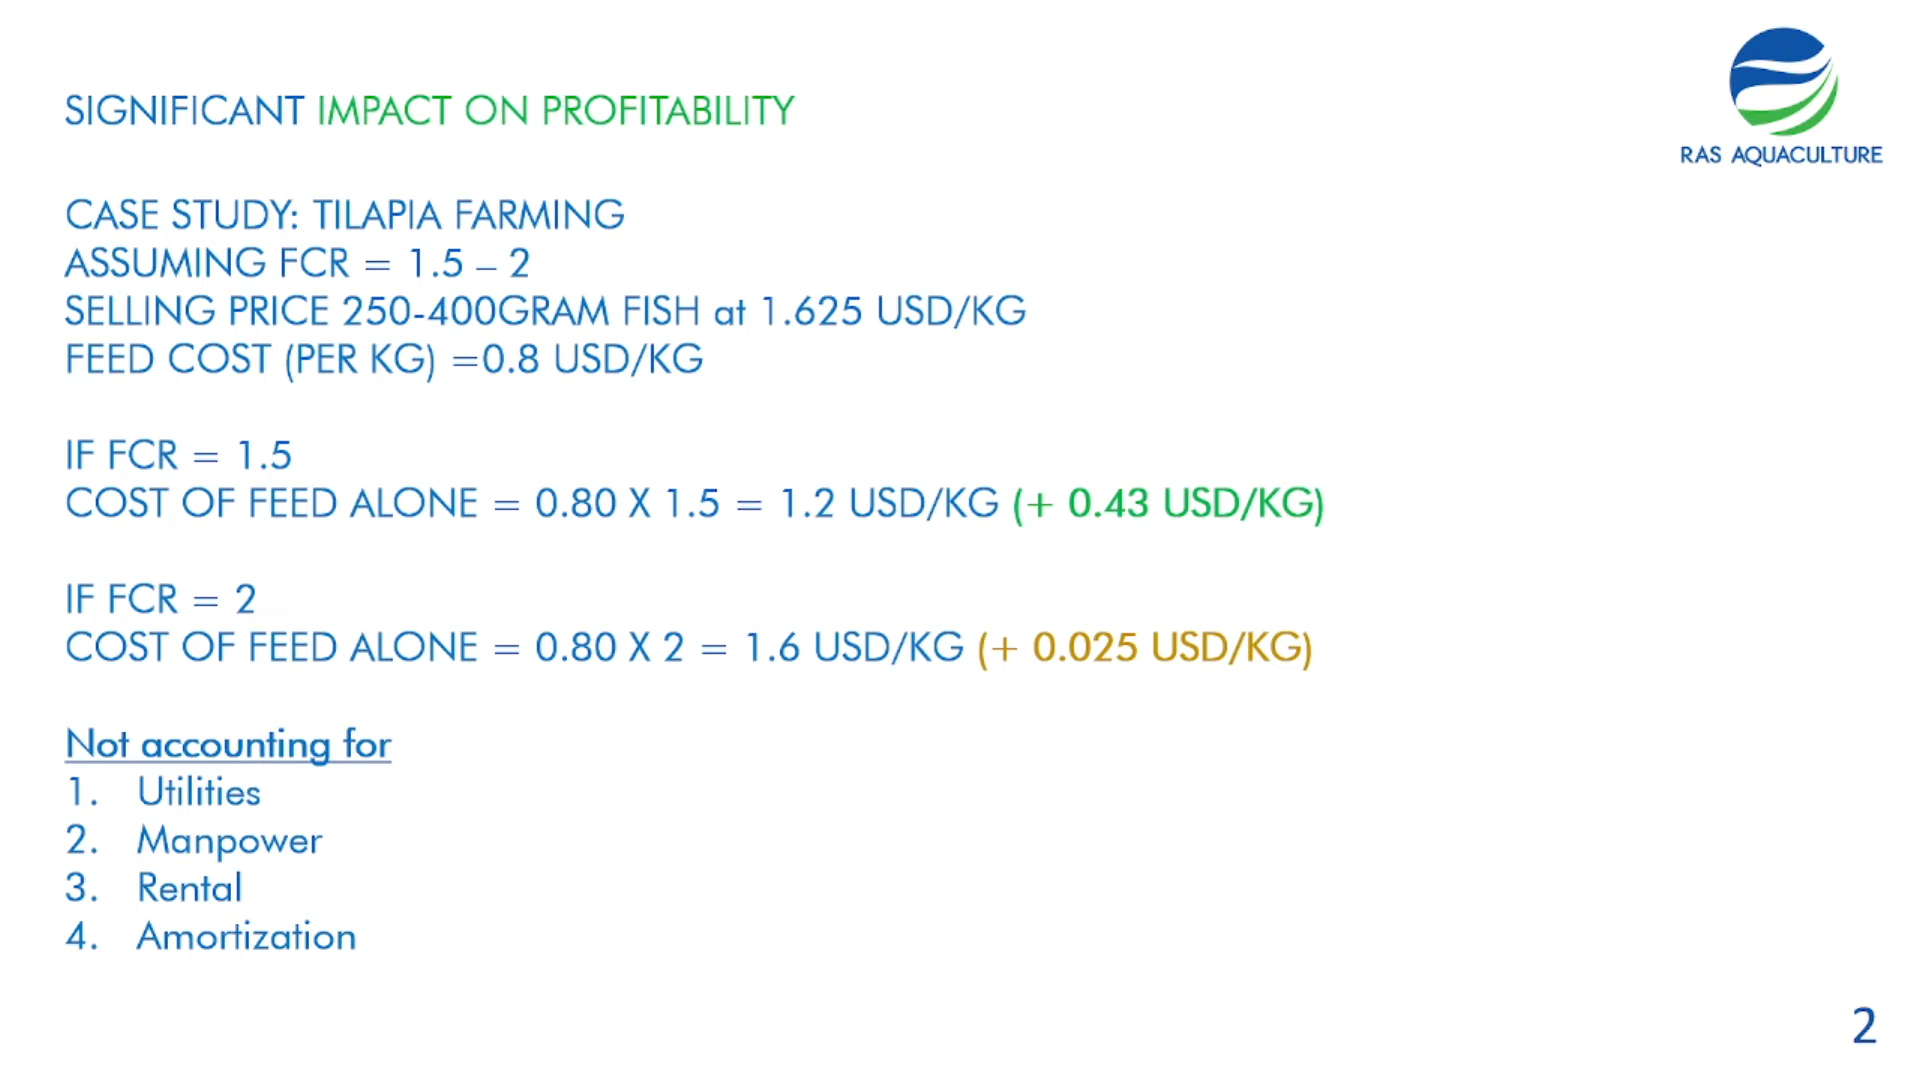 SIGNIFICANT IMPACT ON PROFITABILITY
RAS AQUACULTURE
CASE STUDY: TILAPIA FARMING
ASSUMING FCR = 1.5 – 2
SELLING PRICE 250-400GRAM FISH at 1.625 USD/KG
FEED COST (PER KG) =0.8 USD/KG
IF FCR = 1.5
COST OF FEED ALONE = 0.80 X 1.5 = 1.2 USD/KG (+ 0.43 USD/KG)
IF FCR = 2
COST OF FEED ALONE = 0.80 X 2 = 1.6 USD/KG (+ 0.025 USD/KG)
Not accounting for
1. Utilities
2. Manpower
3. Rental
4. Amortization
2